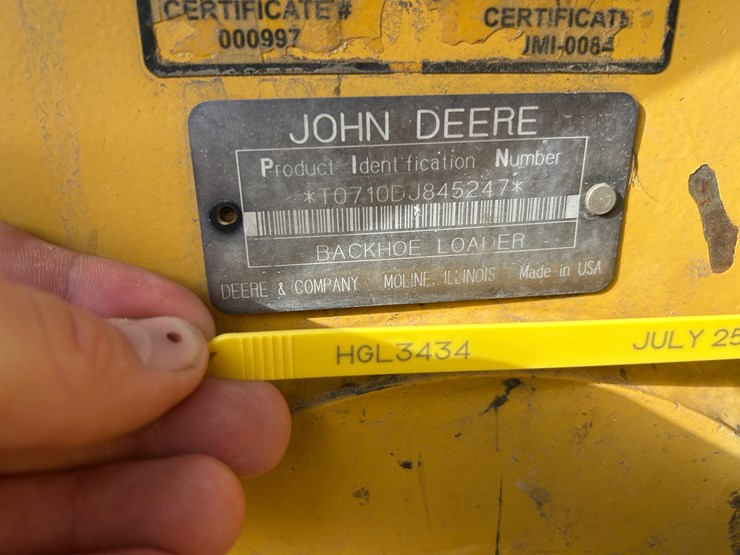 CERTIFICATE # CERTIFICATE
000997 JMI-0084
JOHN DEERE
Product Identification Number
*T0710DJ845247*
BACKHOE LOADER
DEERE & COMPANY MOLINE, ILLINOIS Made in USA
HGL3434 JULY 25